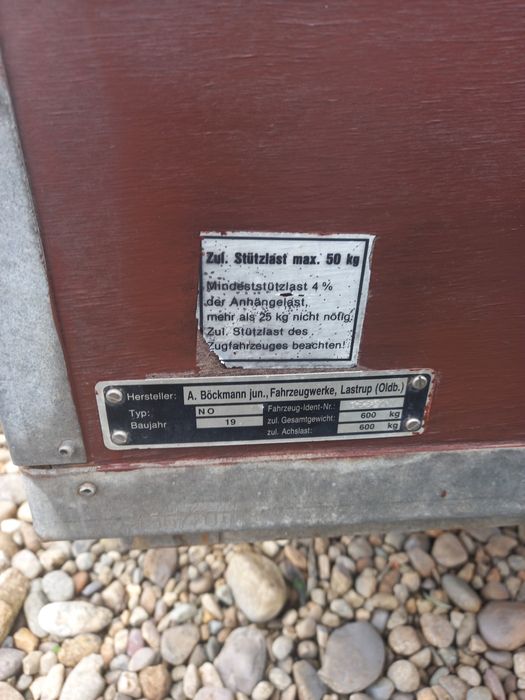 Zul. Stützlast max. 50 kg
Mindeststützlast 4 %
der Anhängelast,
mehr als 25 kg nicht nötig,
Zul. Stützlast des
Zugfahrzeuges beachten!
Hersteller: A. Böckmann jun., Fahrzeugwerke, Lastrup (Oldb.)
Typ: NO Fahrzeug-Ident-Nr.:
Baujahr 19 zul. Gesamtgewicht: 600 kg
zul. Achslast: 600 kg